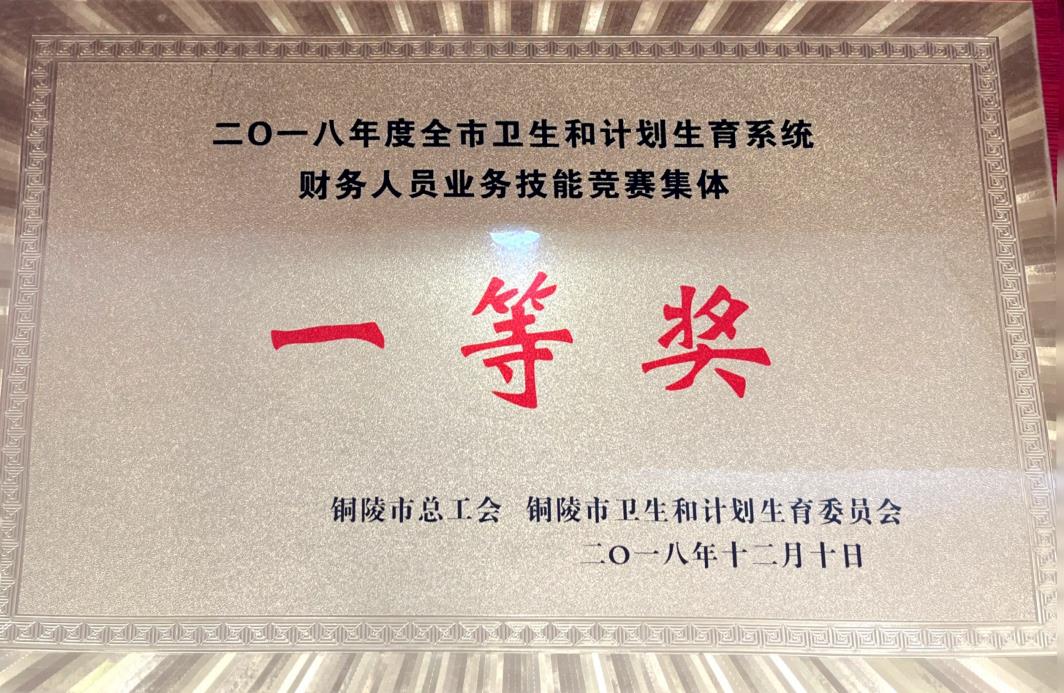 二〇一八年度全市卫生和计划生育系统
财务人员业务技能竞赛集体
一等奖
铜陵市总工会 铜陵市卫生和计划生育委员会
二〇一八年十二月十日